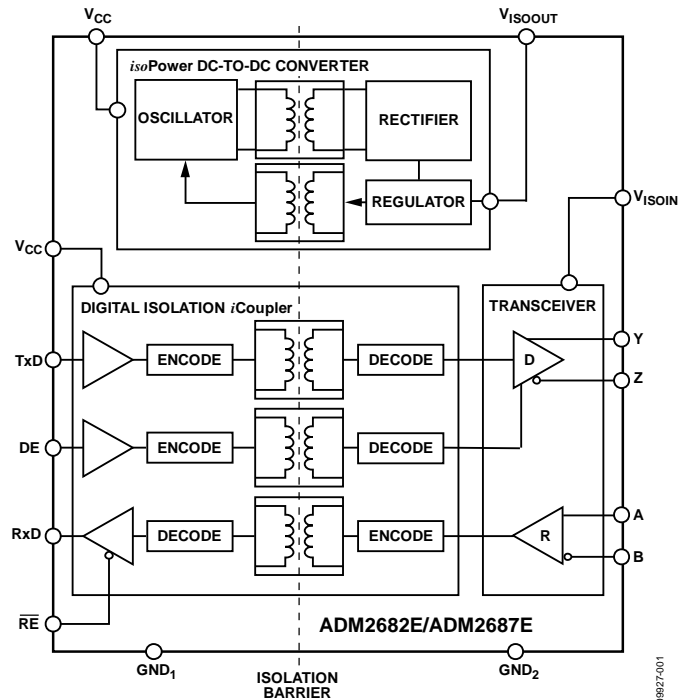 VCC
VISOOUT
isoPower DC-TO-DC CONVERTER
OSCILLATOR
RECTIFIER
REGULATOR
VISOIN
VCC
DIGITAL ISOLATION iCoupler
TRANSCEIVER
TxD
ENCODE
DECODE
D
Y
Z
DE
ENCODE
DECODE
RxD
DECODE
ENCODE
R
A
B
RE
ADM2682E/ADM2687E
GND1
GND2
ISOLATION
BARRIER
09927-001